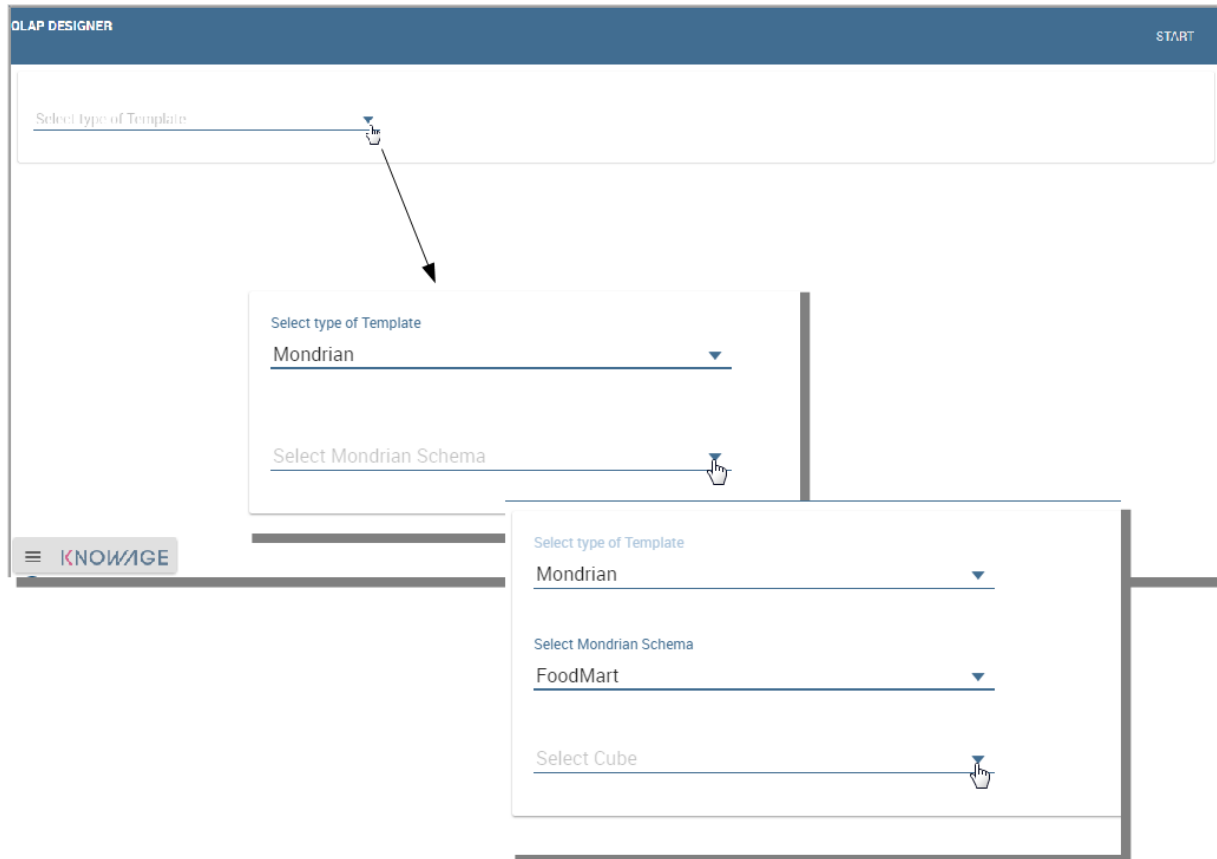 OLAP DESIGNER
START
Select type of Template
Select type of Template
Mondrian
Select Mondrian Schema
Select type of Template
Mondrian
Select Mondrian Schema
FoodMart
Select Cube
KNOWAGE